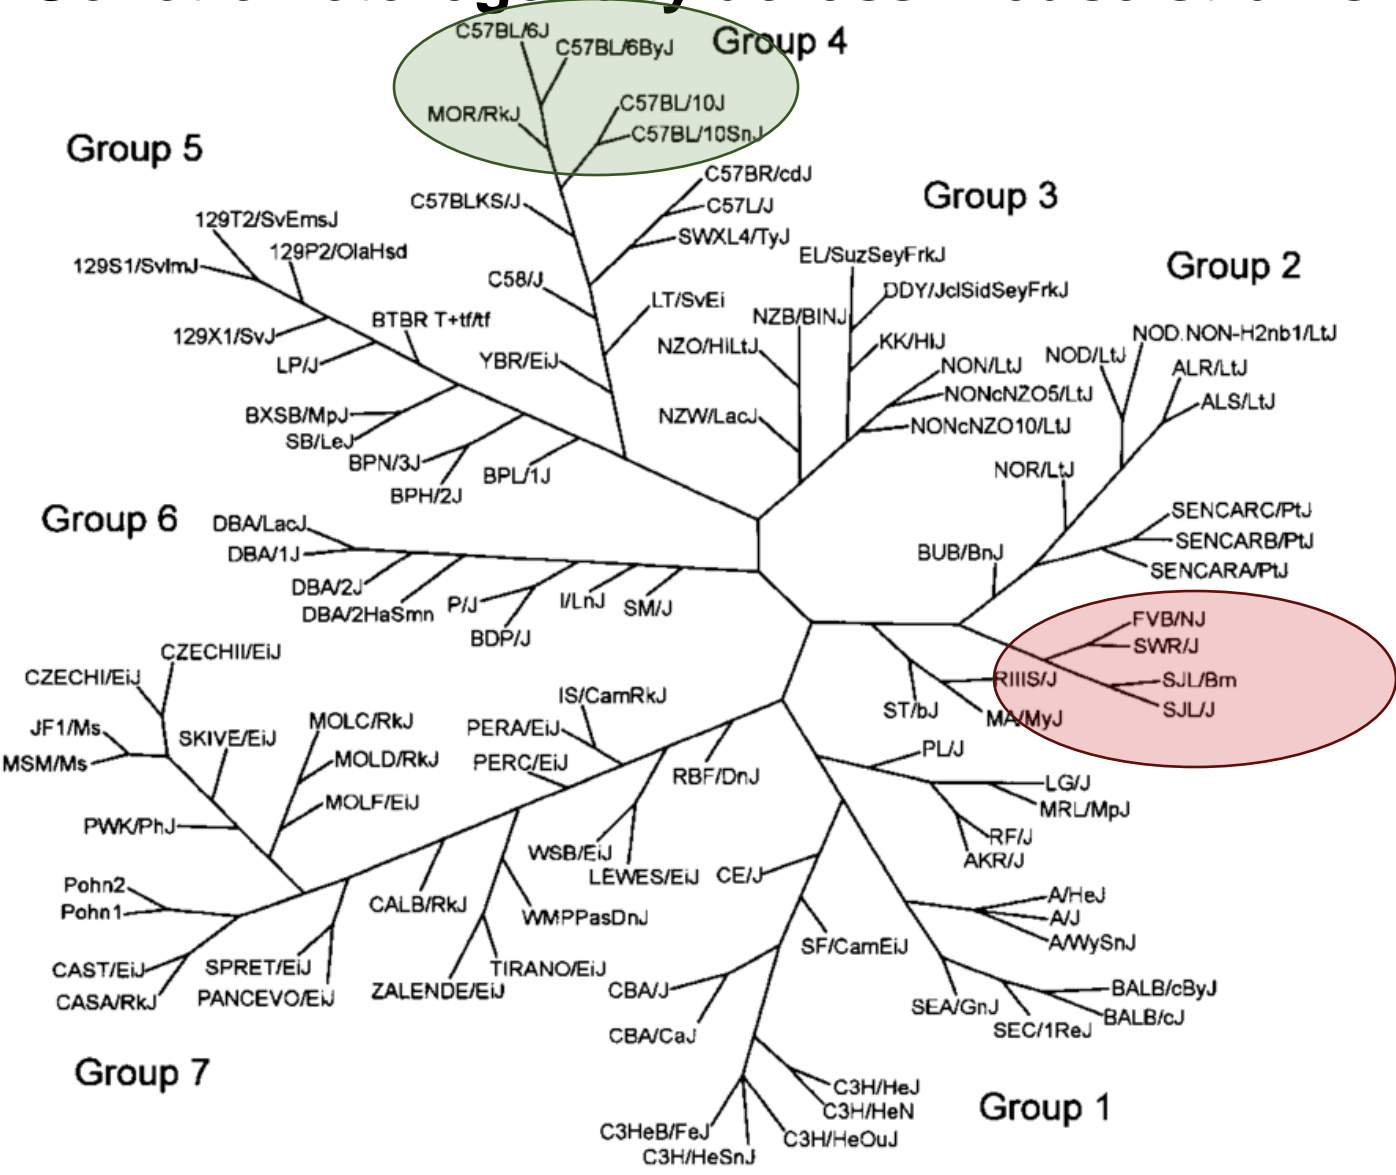 Group 4
C57BL/6J
C57BL/6ByJ
MOR/RkJ
C57BL/10J
C57BL/10SnJ
C57BR/cdJ
C57BLKS/J
C57L/J
SWXL4/TyJ
C58/J
LT/SvEi
YBR/EiJ
Group 5
129T2/SvEmsJ
129P2/OlaHsd
129S1/SvImJ
129X1/SvJ
BTBR T+tf/tf
LP/J
BXSB/MpJ
SB/LeJ
BPN/3J
BPH/2J
BPL/1J
Group 3
EL/SuzSeyFrkJ
DDY/JclSidSeyFrkJ
NZB/BINJ
NZO/HILtJ
KK/HIJ
NON/LtJ
NONcNZO5/LtJ
NZW/LacJ
NONcNZO10/LtJ
Group 2
NOD.NON-H2nb1/LtJ
NOD/LtJ
ALR/LtJ
ALS/LtJ
NOR/LtJ
SENCARC/PtJ
SENCARB/PtJ
SENCARA/PtJ
BUB/BnJ
FVB/NJ
SWR/J
SJL/Bm
SJL/J
RIIIS/J
MA/MyJ
ST/bJ
Group 6
DBA/LacJ
DBA/1J
DBA/2J
DBA/2HaSmn
P/J
BDP/J
I/LnJ
SM/J
CZECHII/EiJ
CZECHI/EiJ
JF1/Ms
MSM/Ms
SKIVE/EiJ
MOLC/RkJ
MOLD/RkJ
MOLF/EiJ
PWK/PhJ
Pohn2
Pohn1
CAST/EiJ
CASA/RkJ
SPRET/EiJ
PANCEVO/EiJ
IS/CamRkJ
PERA/EiJ
PERC/EiJ
RBF/DnJ
WSB/EiJ
LEWES/EiJ
CALB/RkJ
WMPPasDnJ
TIRANO/EiJ
ZALENDE/EiJ
Group 7
PL/J
LG/J
MRL/MpJ
RF/J
AKR/J
CE/J
SF/CamEiJ
A/HeJ
A/J
A/WySnJ
CBA/J
CBA/CaJ
SEA/GnJ
SEC/1ReJ
BALB/cByJ
BALB/cJ
C3H/HeJ
C3H/HeN
C3HeB/FeJ
C3H/HeSnJ
C3H/HeOuJ
Group 1